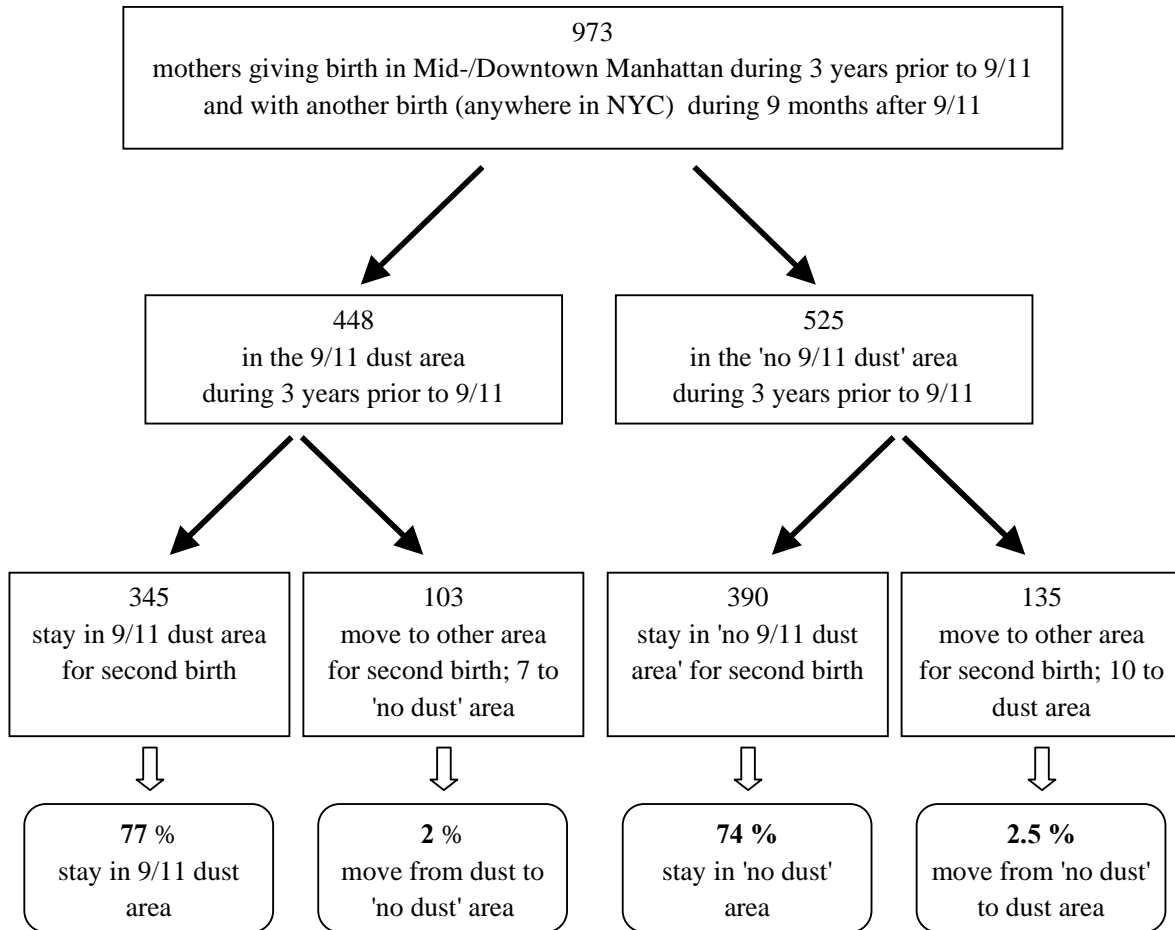 973
mothers giving birth in Mid-/Downtown Manhattan during 3 years prior to 9/11
and with another birth (anywhere in NYC) during 9 months after 9/11
448
in the 9/11 dust area
during 3 years prior to 9/11
525
in the 'no 9/11 dust' area
during 3 years prior to 9/11
345
stay in 9/11 dust area
for second birth
103
move to other area
for second birth; 7 to
'no dust' area
390
stay in 'no 9/11 dust
area' for second birth
135
move to other area
for second birth; 10 to
dust area
77 %
stay in 9/11 dust
area
2 %
move from dust to
'no dust' area
74 %
stay in 'no dust'
area
2.5 %
move from 'no dust'
to dust area